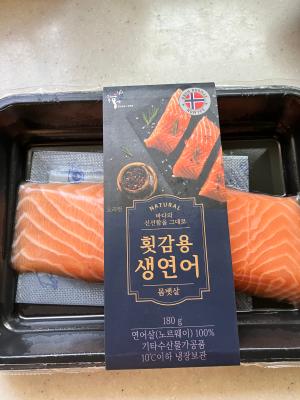 NATURAL
바다의
신선함을 그대로
횟감용
생연어
몸뱃살
180 g
연어살(노르웨이) 100%
기타수산물가공품
10℃이하 냉장보관